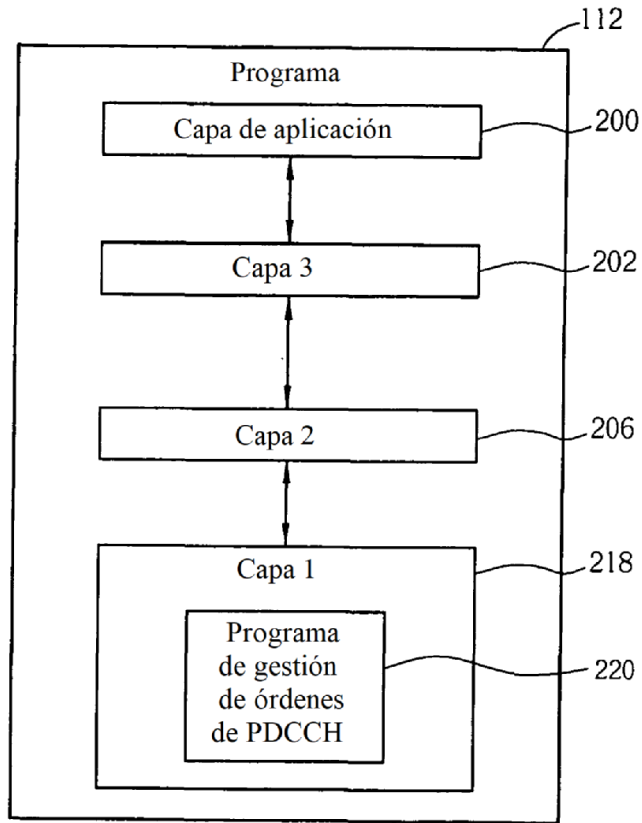 112
Programa
Capa de aplicación
200
Capa 3
202
Capa 2
206
Capa 1
218
Programa
de gestión
de órdenes
de PDCCH
220